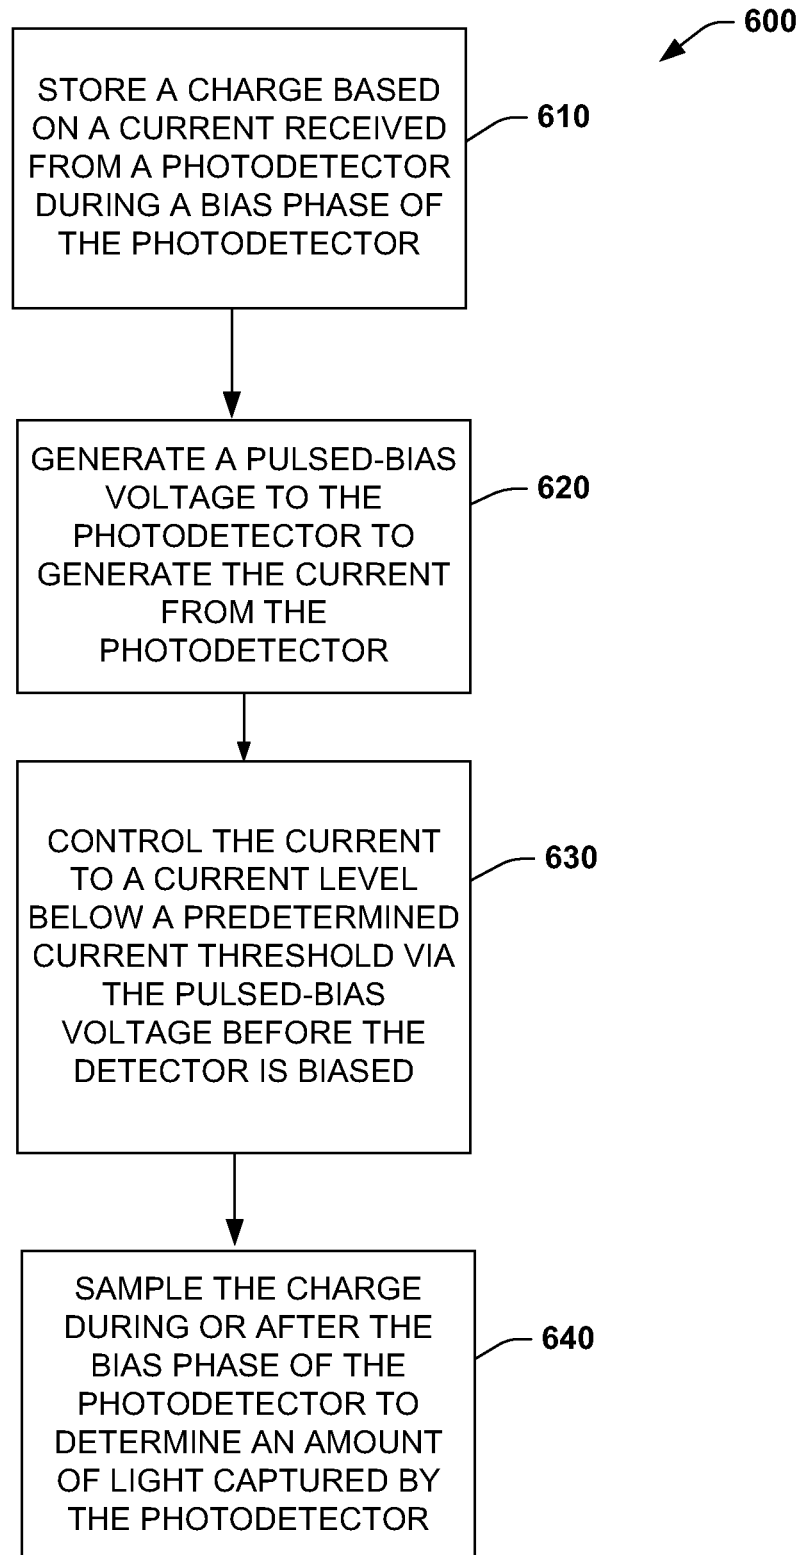 600
STORE A CHARGE BASED
ON A CURRENT RECEIVED
FROM A PHOTODETECTOR
DURING A BIAS PHASE OF
THE PHOTODETECTOR
610
GENERATE A PULSED-BIAS
VOLTAGE TO THE
PHOTODETECTOR TO
GENERATE THE CURRENT
FROM THE
PHOTODETECTOR
620
CONTROL THE CURRENT
TO A CURRENT LEVEL
BELOW A PREDETERMINED
CURRENT THRESHOLD VIA
THE PULSED-BIAS
VOLTAGE BEFORE THE
DETECTOR IS BIASED
630
SAMPLE THE CHARGE
DURING OR AFTER THE
BIAS PHASE OF THE
PHOTODETECTOR TO
DETERMINE AN AMOUNT
OF LIGHT CAPTURED BY
THE PHOTODETECTOR
640